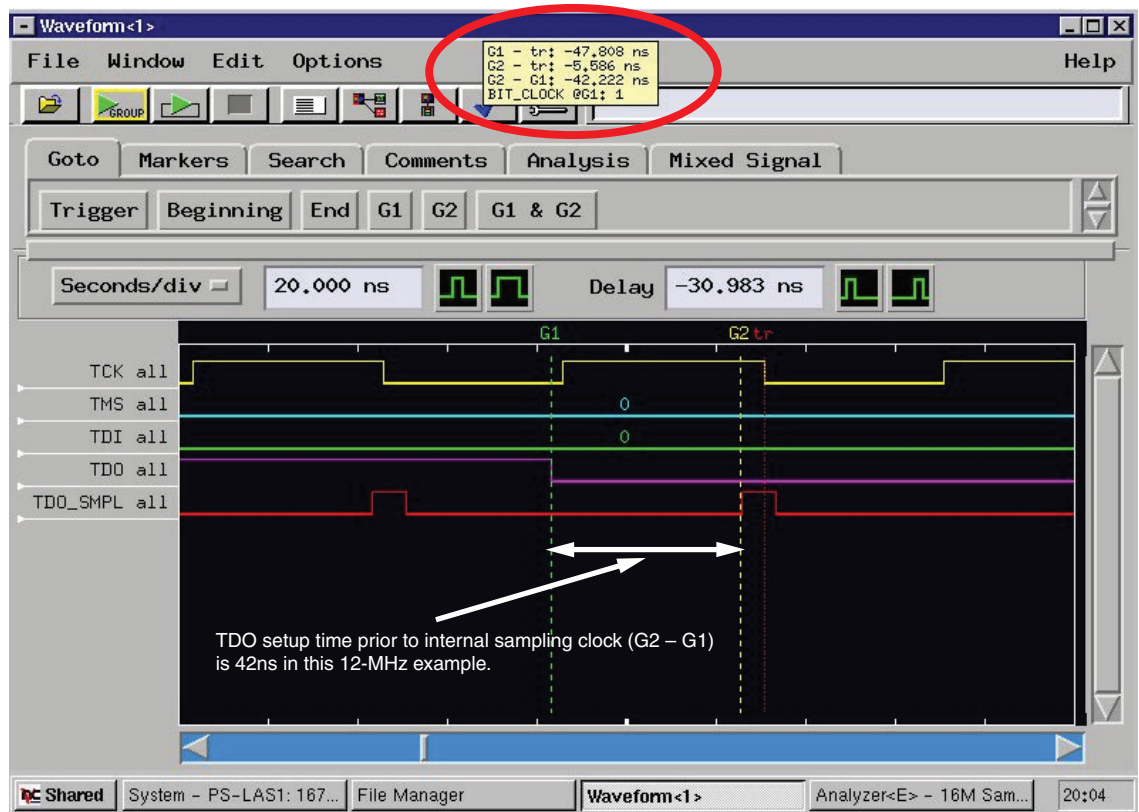 Waveform<1>
G1 - tr: -47.808 ns
G2 - tr: -5.586 ns
G2 - G1: -42.222 ns
BIT_CLOCK @G1: 1
File Window Edit Options Help
GROUP
Goto Markers Search Comments Analysis Mixed Signal
Trigger Beginning End G1 G2 G1 & G2
Seconds/div 20.000 ns Delay -30.983 ns
G1 G2 tr
TCK all
TMS all 0
TDI all 0
TDO all
TDO_SMPL all
TDO setup time prior to internal sampling clock (G2 – G1)
is 42ns in this 12-MHz example.
Shared System - PS-LAS1: 167... File Manager Waveform<1> Analyzer<E> - 16M Sam... 20:04